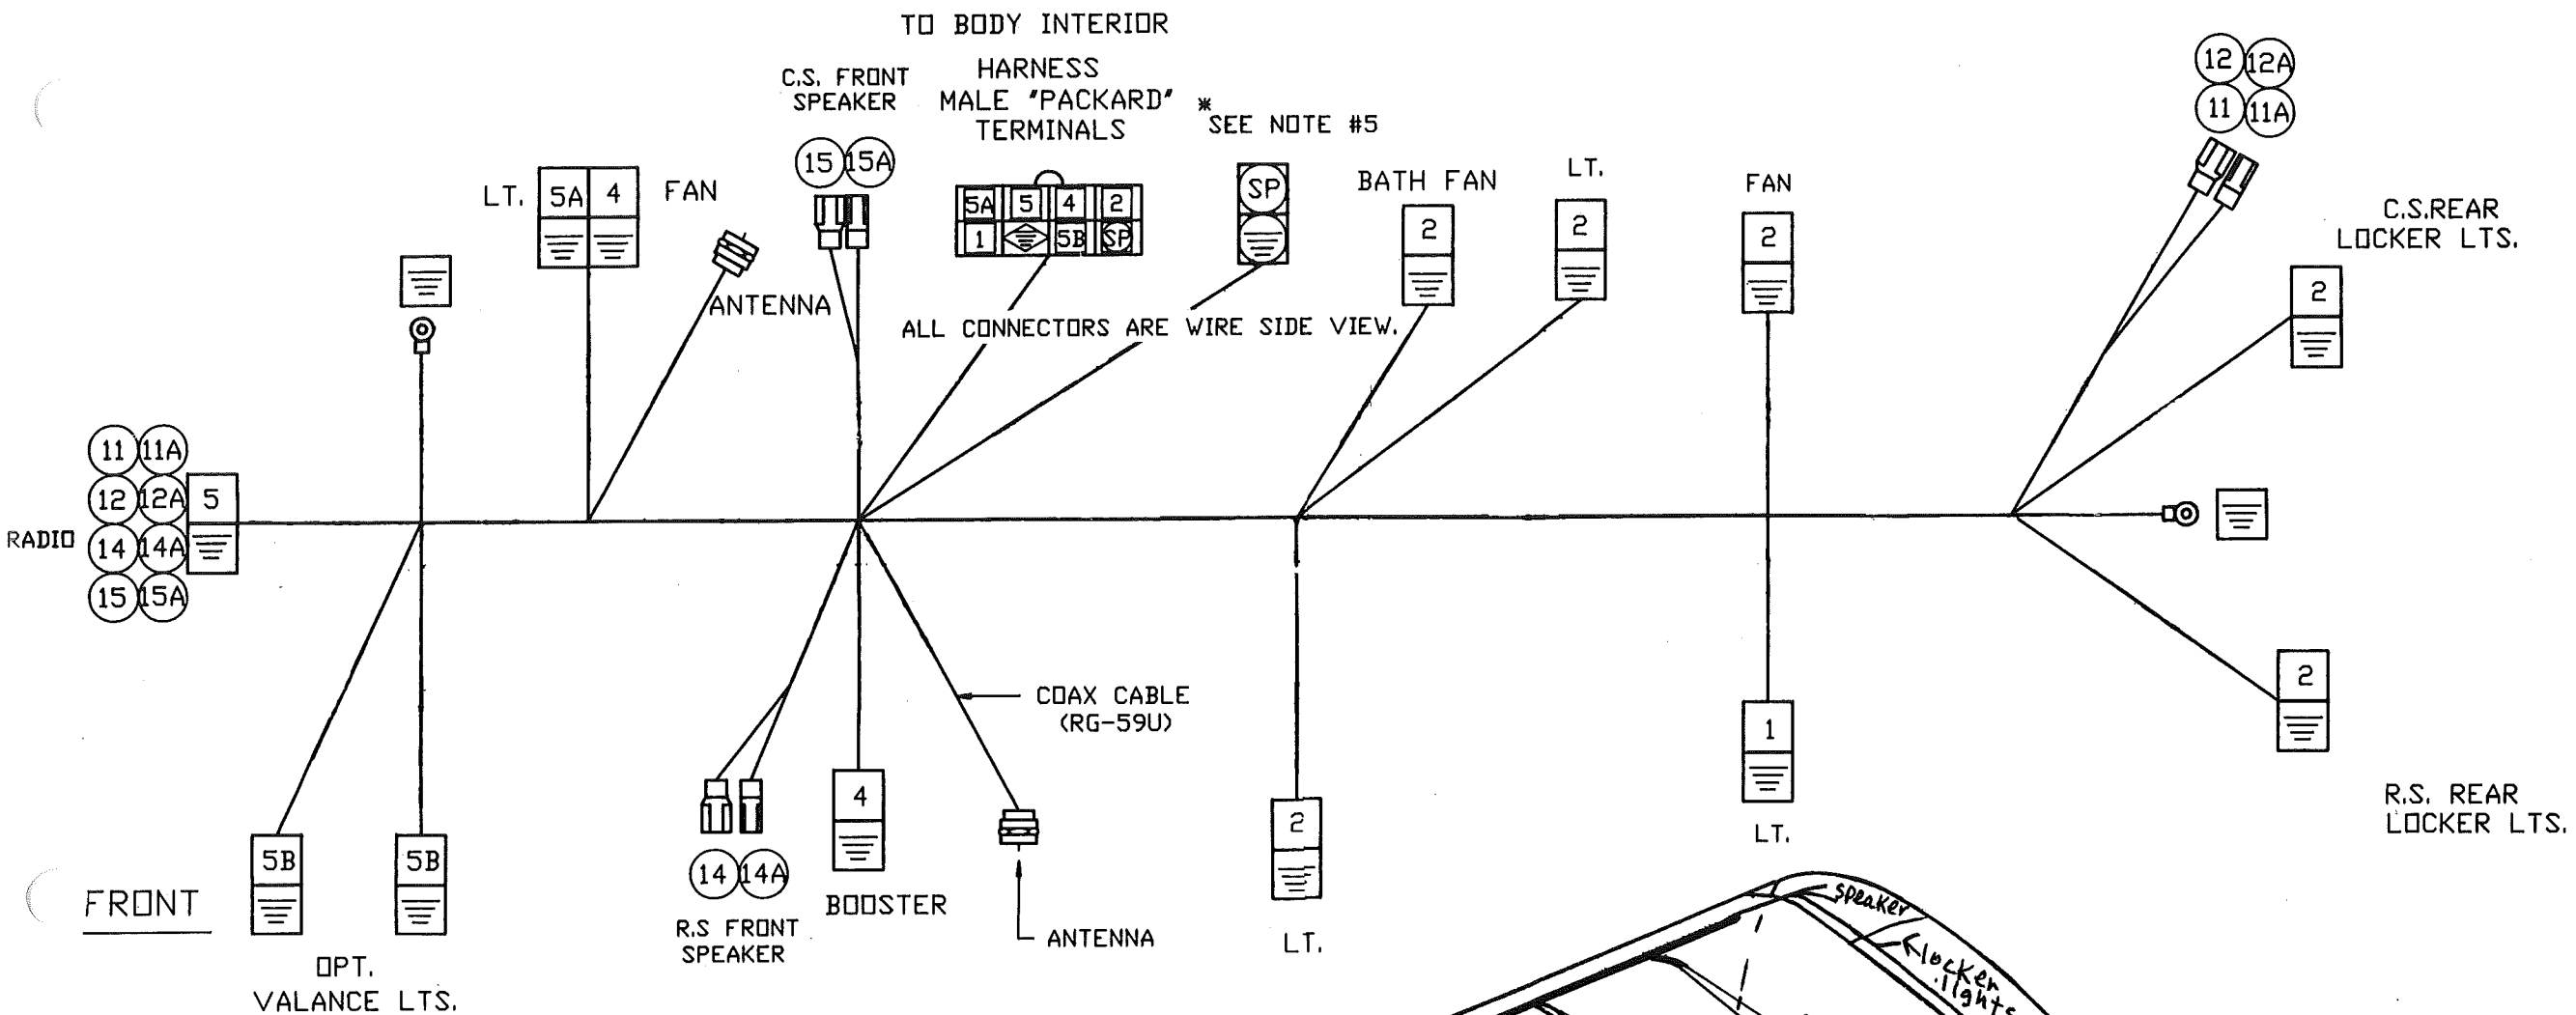 TO BODY INTERIOR
HARNESS
MALE "PACKARD" *
TERMINALS
SEE NOTE #5
C.S. FRONT
SPEAKER
15 15A
5A 5 4 2
1 5B SP
SP
LT. 5A 4 FAN
ANTENNA
BATH FAN
2
LT.
2
FAN
2
12 12A
11 11A
C.S.REAR
LOCKER LTS.
2
ALL CONNECTORS ARE WIRE SIDE VIEW.
RADIO
11 11A
12 12A 5
14 14A
15 15A
COAX CABLE
(RG-59U)
5B
5B
OPT.
VALANCE LTS.
FRONT
14 14A
R.S FRONT
SPEAKER
4
BOOSTER
ANTENNA
2
LT.
1
LT.
2
R.S. REAR
LOCKER LTS.
speaker
locker
lights